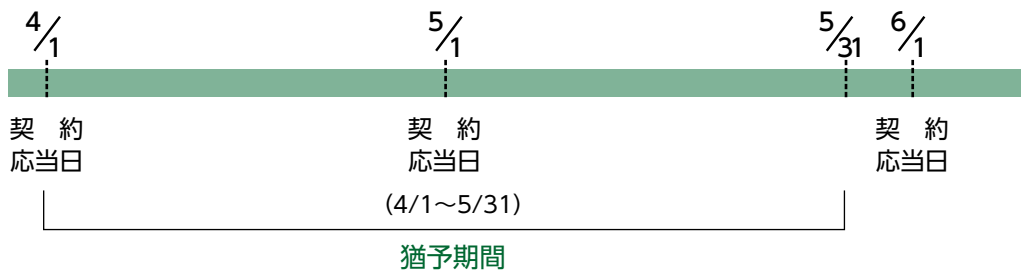 4/1 5/1 5/31 6/1
契　約 契　約 契　約
応当日 応当日 応当日
(4/1〜5/31)
猶予期間